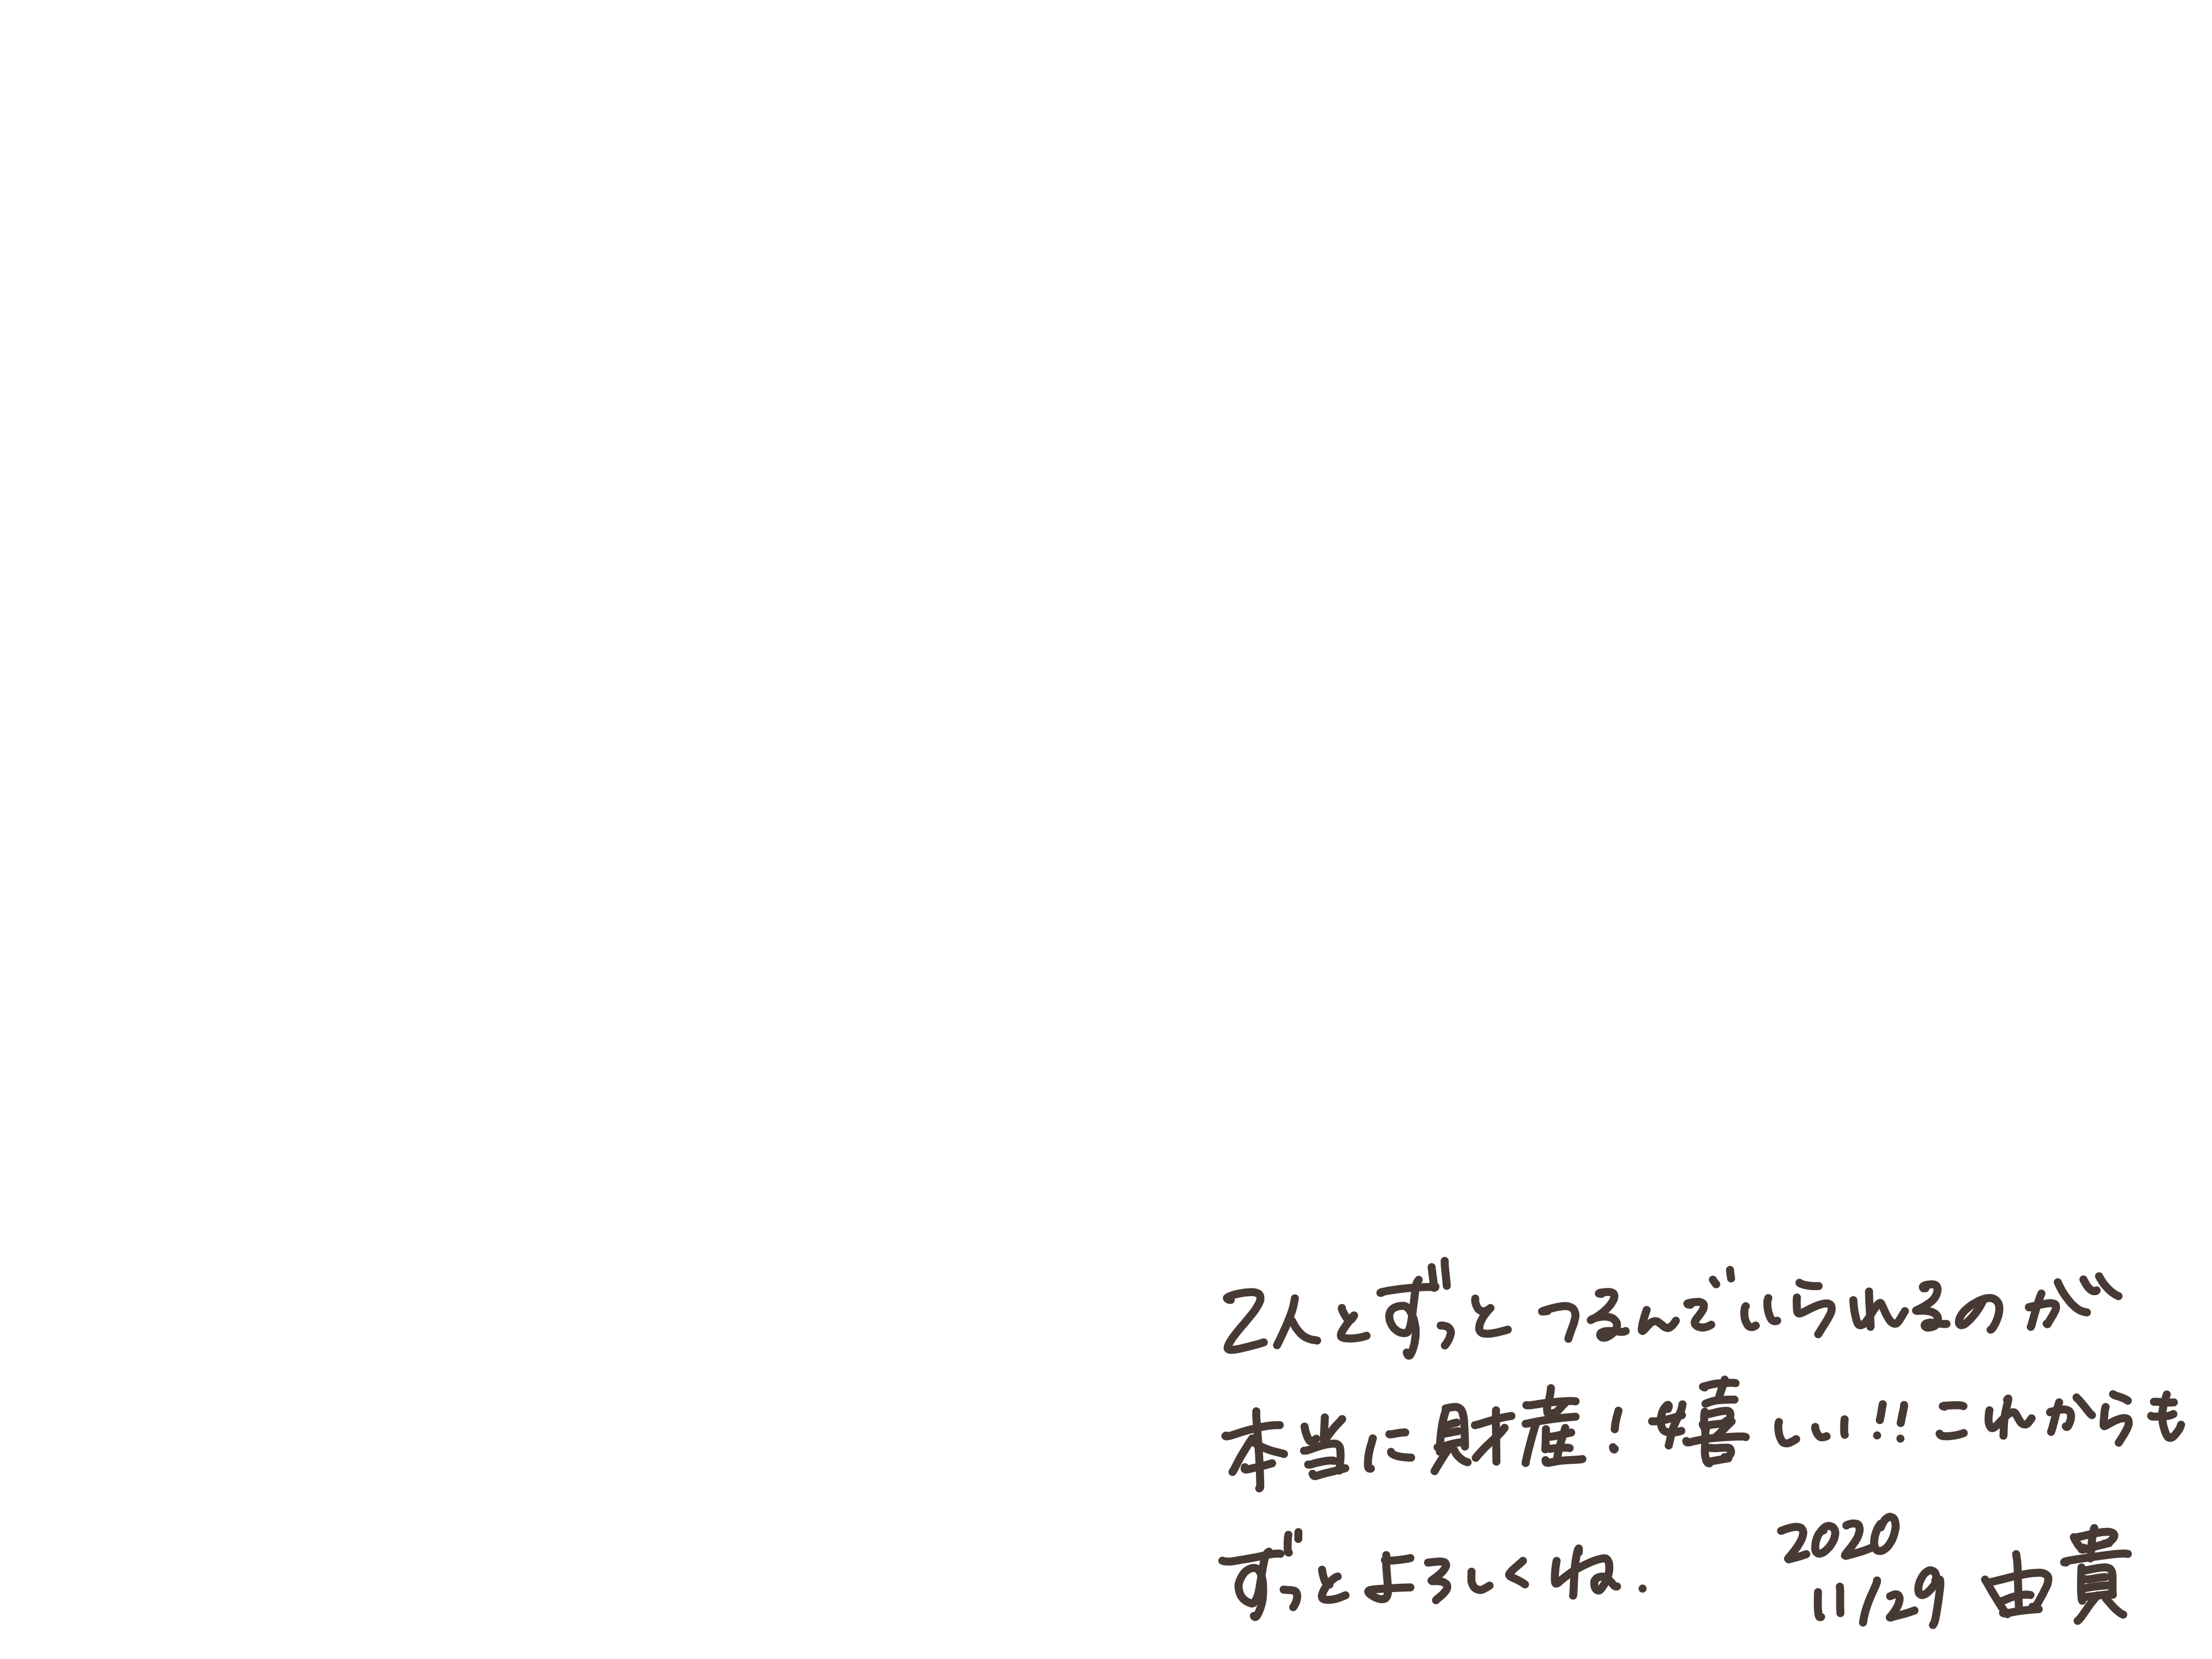 2人とずっとつるんでいられるのが
本当に財産！嬉しい！！これからも
ずっとよろしくね.
2020
11/29 由貴